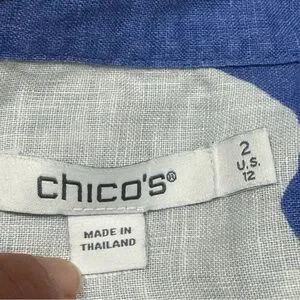 chico's®
2
U.S.
12
MADE IN
THAILAND